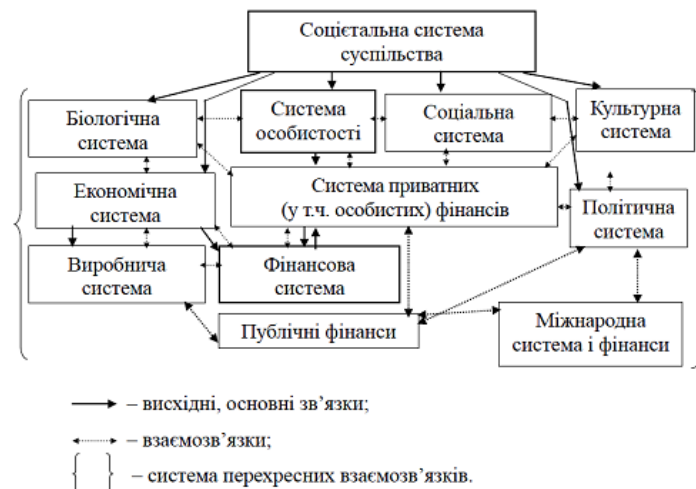 Соцієтальна система
суспільства
Біологічна
система
Система
особистості
Соціальна
система
Культурна
система
Економічна
система
Система приватних
(у т.ч. особистих) фінансів
Політична
система
Виробнича
система
Фінансова
система
Публічні фінанси
Міжнародна
система і фінанси
– висхідні, основні зв’язки;
– взаємозв’язки;
– система перехресних взаємозв’язків.